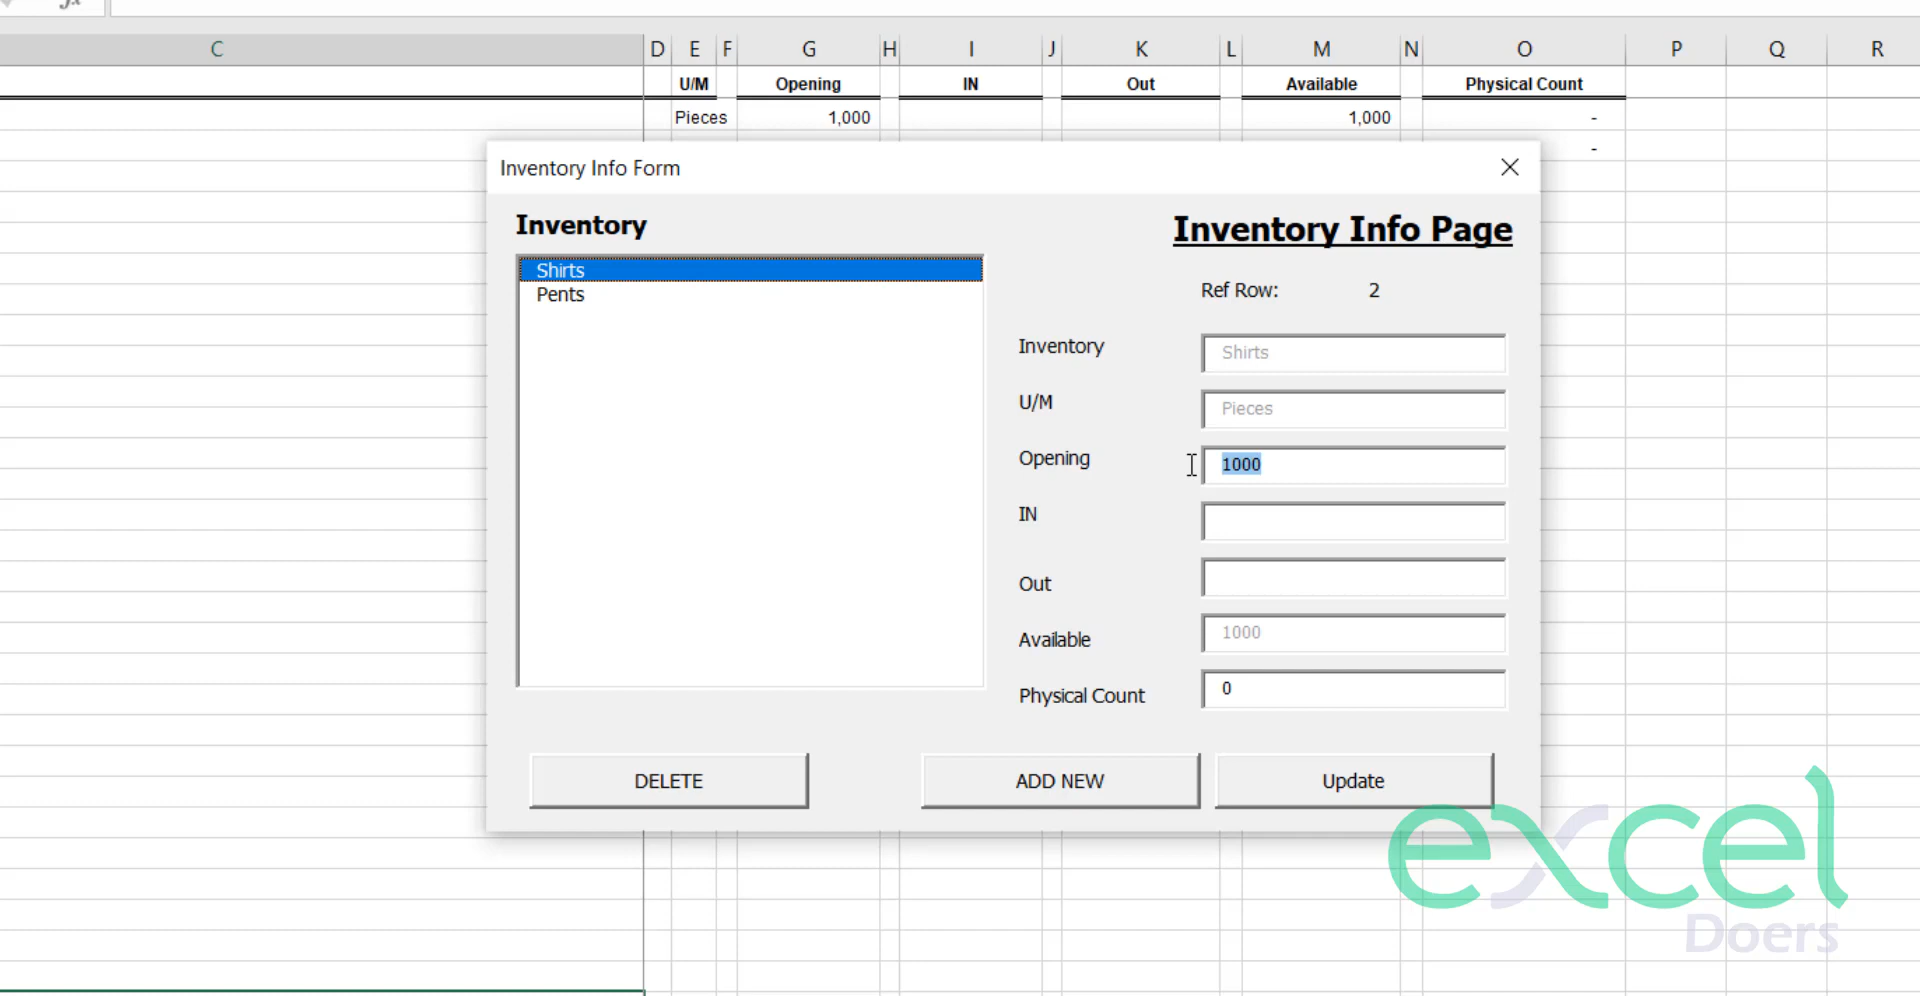 fx
C D E F G H I J K L M N O P Q R
U/M Opening IN Out Available Physical Count
Pieces 1,000 1,000 -
-
Inventory Info Form
Inventory
Inventory Info Page
Shirts
Pents
Ref Row: 2
Inventory Shirts
U/M Pieces
Opening 1000
IN
Out
Available 1000
Physical Count 0
DELETE ADD NEW Update
excel
Doers